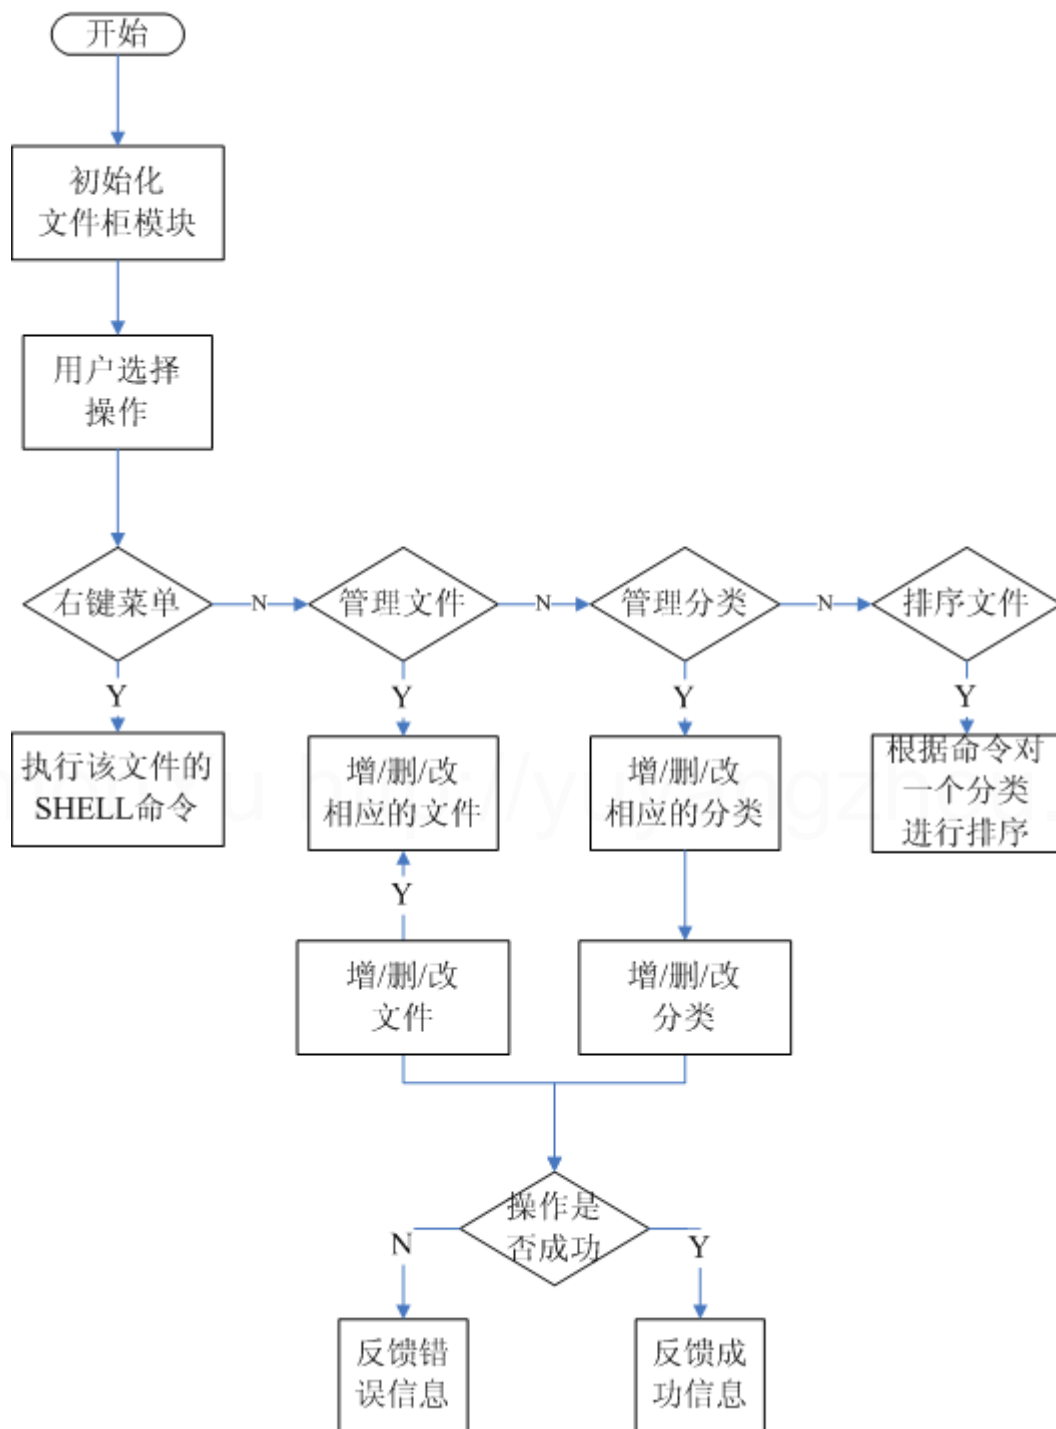 开始
初始化
文件柜模块
用户选择
操作
右键菜单
N
管理文件
N
管理分类
N
排序文件
Y
Y
Y
Y
执行该文件的
SHELL命令
增/删/改
相应的文件
增/删/改
相应的分类
根据命令对
一个分类
进行排序
Y
增/删/改
文件
增/删/改
分类
操作是
否成功
N
Y
反馈错
误信息
反馈成
功信息